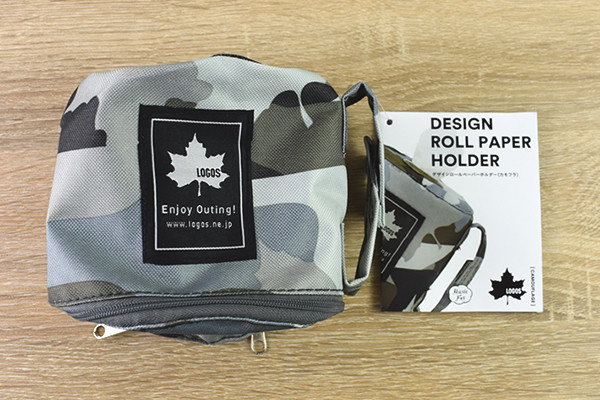 LOGOS
Enjoy Outing!
www.logos.ne.jp
DESIGN
ROLL PAPER
HOLDER
デザインロールペーパーホルダー(カモフラ)
LOGOS
[CAMOUFLAGE]